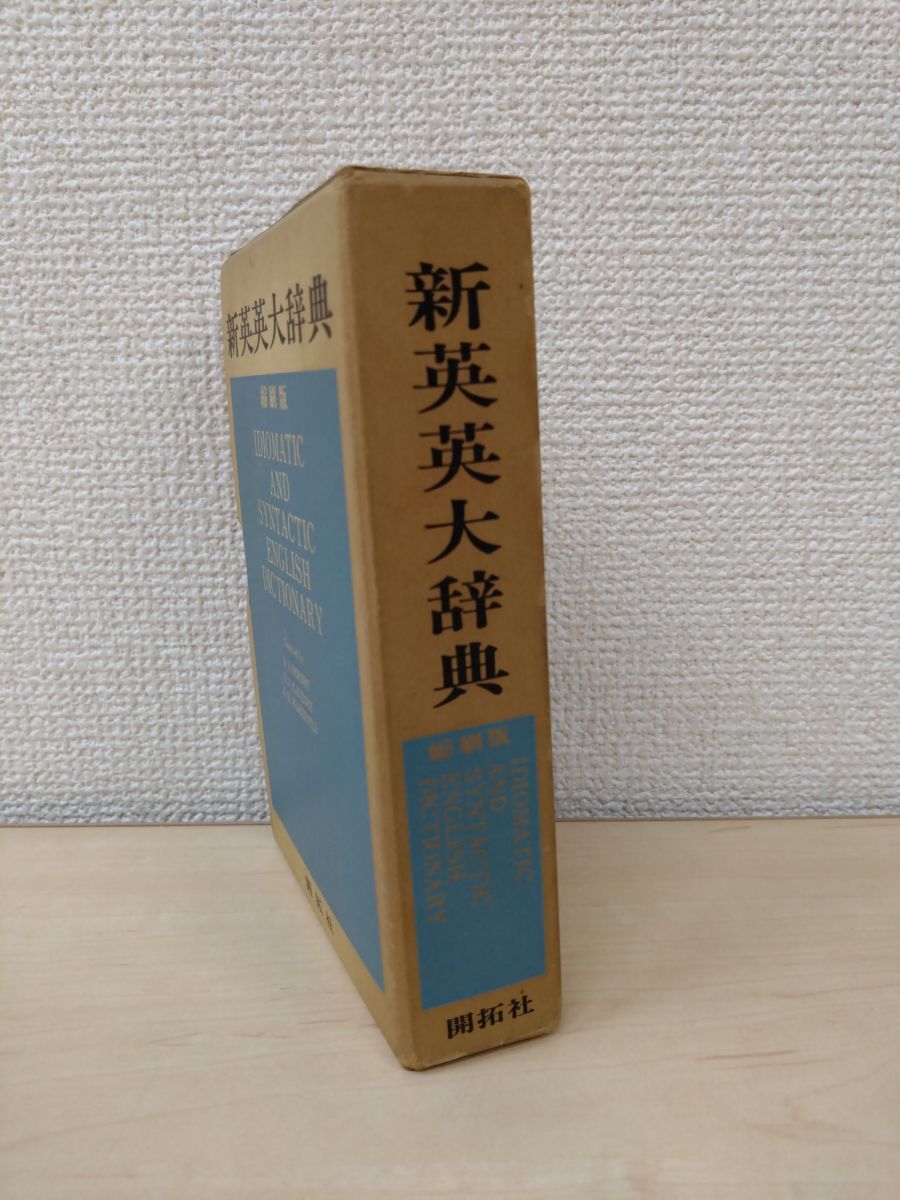 新英英大辞典
縮刷版
IDIOMATIC
AND
SYNTACTIC
ENGLISH
DICTIONARY
開拓社
新英英大辞典
縮刷版
IDIOMATIC
AND
SYNTACTIC
ENGLISH
DICTIONARY
開拓社